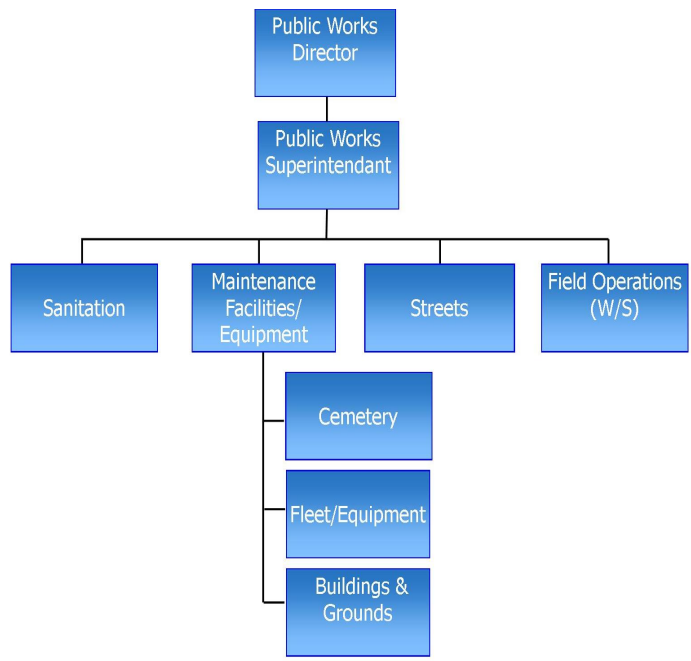 Public Works
Director
Public Works
Superintendant
Sanitation
Maintenance
Facilities/
Equipment
Streets
Field Operations
(W/S)
Cemetery
Fleet/Equipment
Buildings &
Grounds